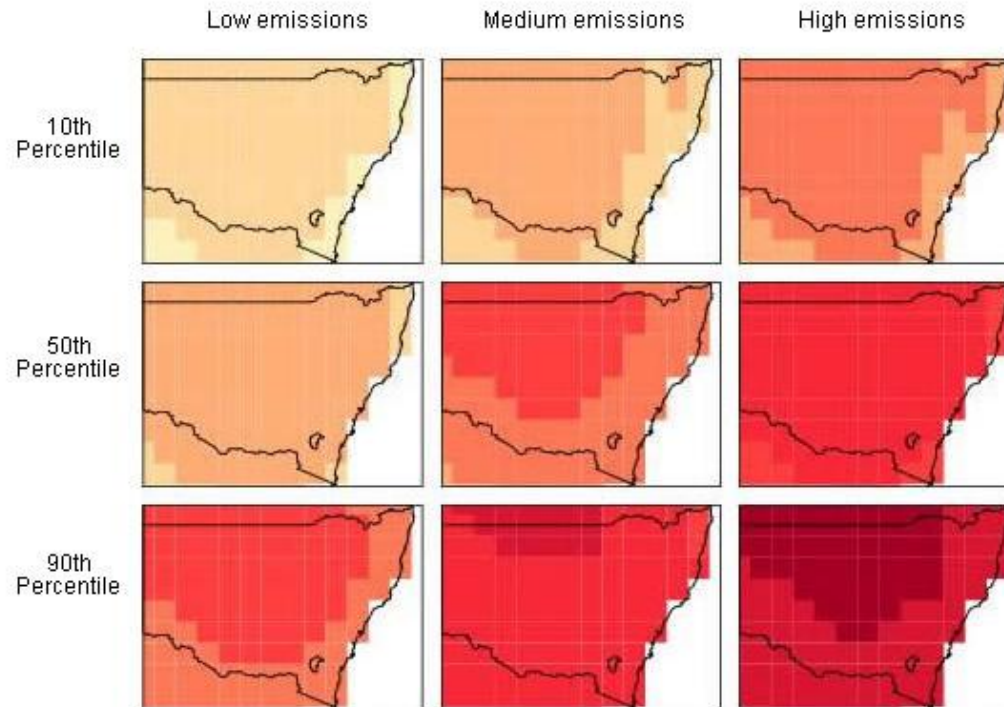 Low emissions
Medium emissions
High emissions
10th
Percentile
50th
Percentile
90th
Percentile